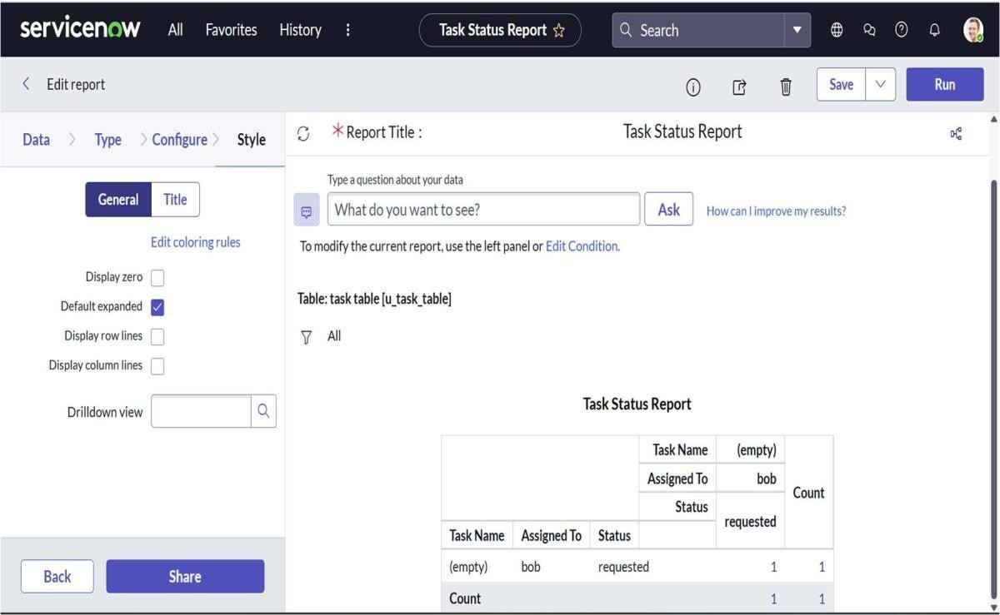 servicenow All Favorites History Task Status Report Search
Edit report Save Run
Data Type Configure Style
General Title
Edit coloring rules
Display zero
Default expanded
Display row lines
Display column lines
Drilldown view
Back Share
*Report Title : Task Status Report
Type a question about your data
What do you want to see? Ask How can I improve my results?
To modify the current report, use the left panel or Edit Condition.
Table: task table [u_task_table]
All
Task Status Report
Task Name (empty)
Assigned To bob
Count
Status
requested
Task Name Assigned To Status
(empty) bob requested 1 1
Count 1 1